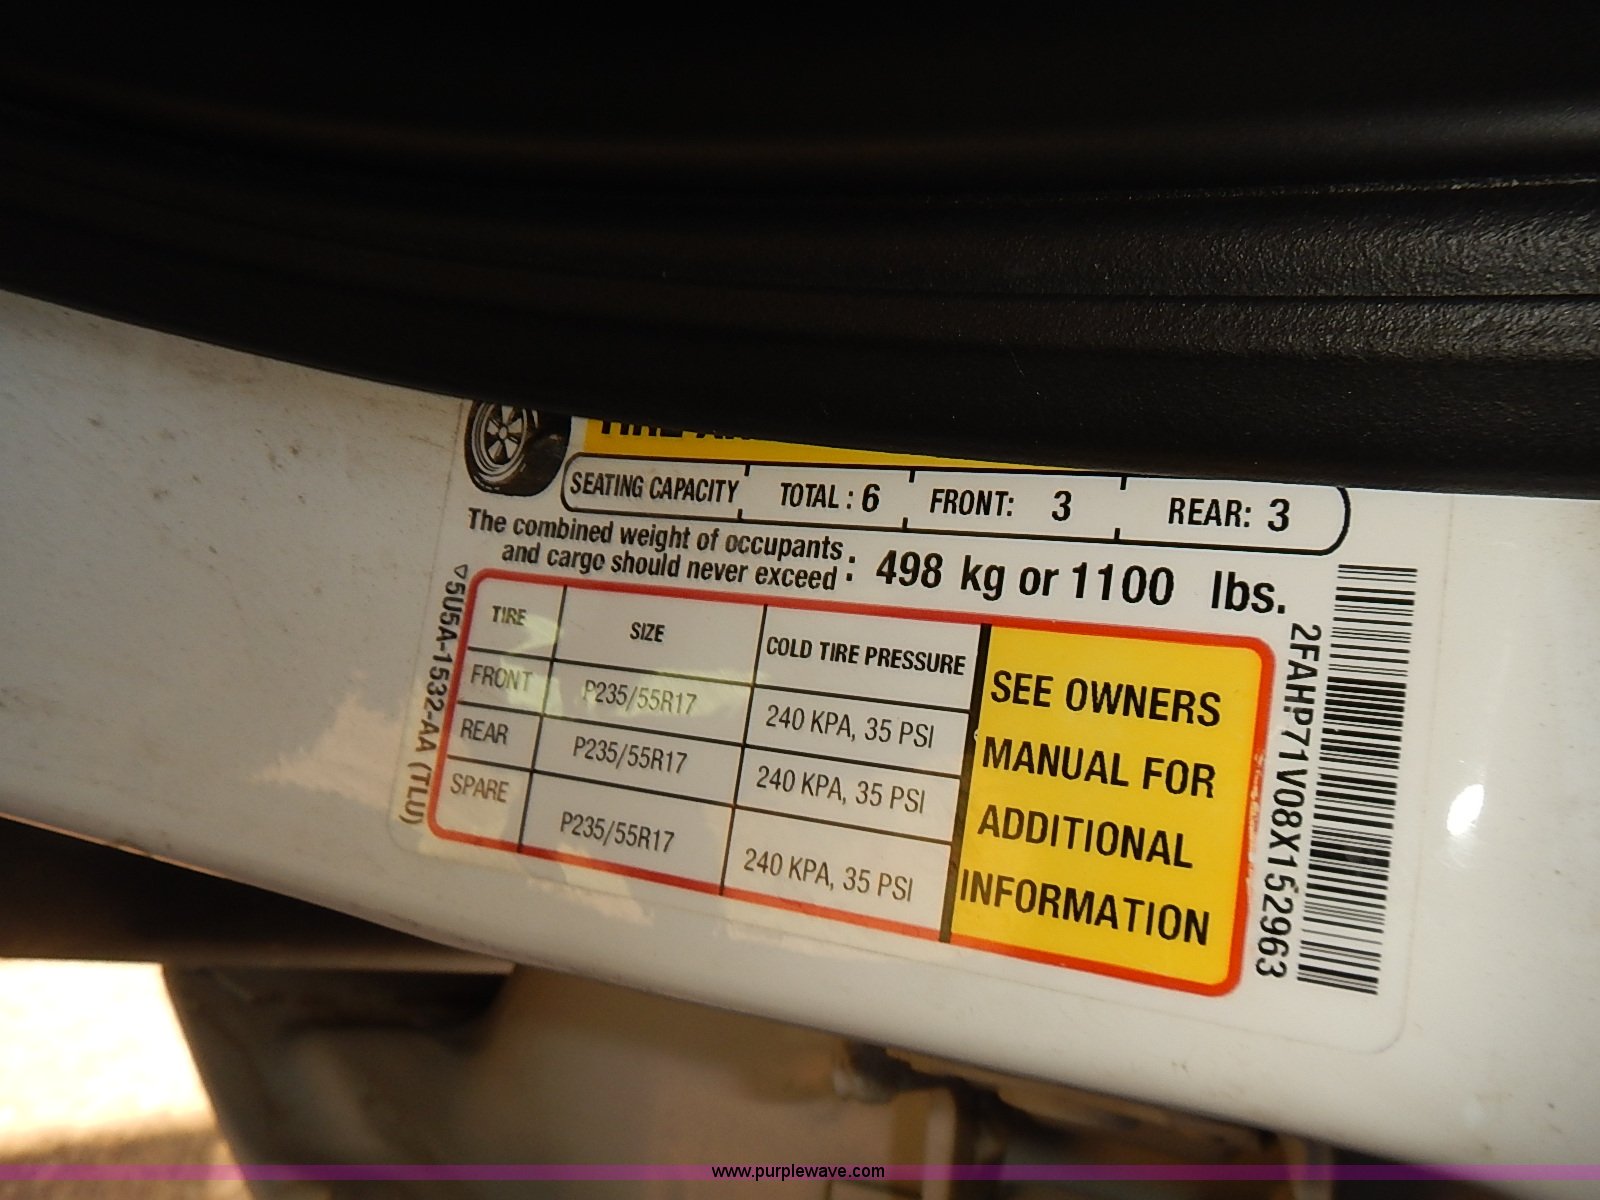 TIRE
SEATING CAPACITY TOTAL : 6 FRONT: 3 REAR: 3
The combined weight of occupants
and cargo should never exceed : 498 kg or 1100 lbs.
TIRE SIZE COLD TIRE PRESSURE
FRONT P235/55R17 240 KPA, 35 PSI
REAR P235/55R17 240 KPA, 35 PSI
SPARE P235/55R17 240 KPA, 35 PSI
SEE OWNERS
MANUAL FOR
ADDITIONAL
INFORMATION
5U5A-1532-AA (TLU)
2FAHP71V08X152963
www.purplewave.com